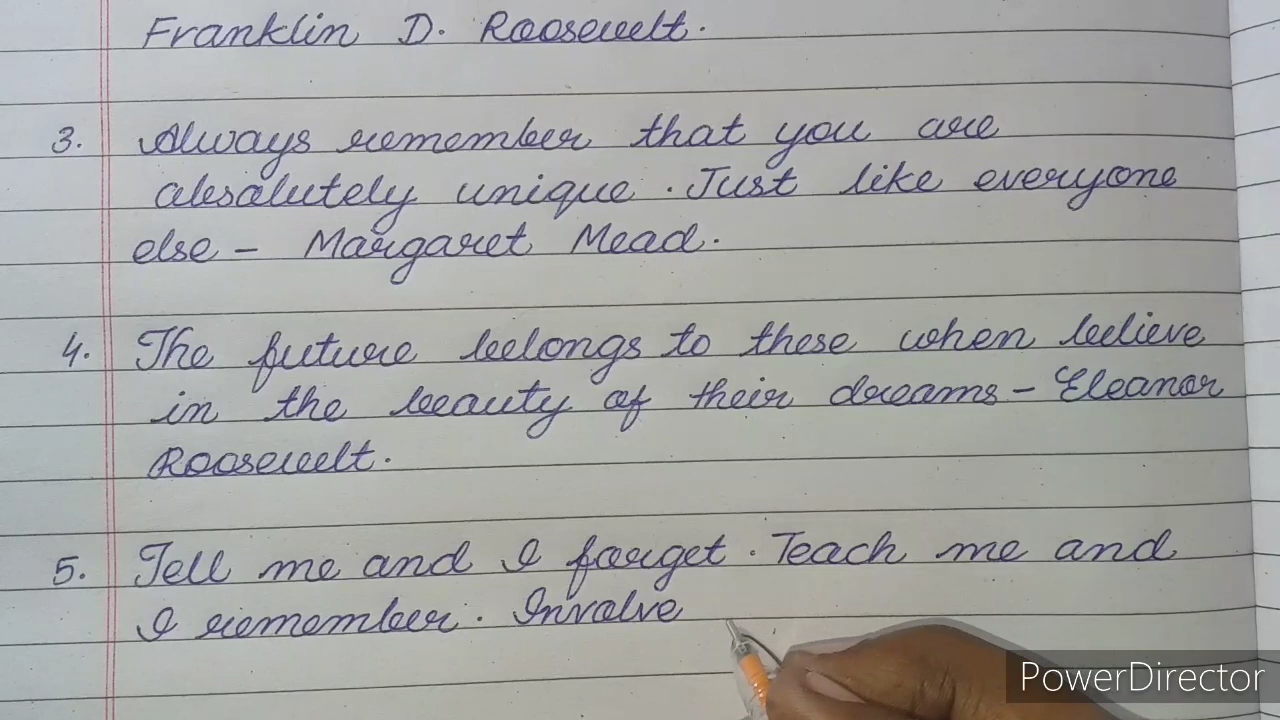 Franklin D. Roosevelt.
3. Always remember that you are
absolutely unique. Just like everyone
else - Margaret Mead.
4. The future belongs to these when believe
in the beauty of their dreams - Eleanor
Roosevelt.
5. Tell me and I forget. Teach me and
I remember. Involve
PowerDirector